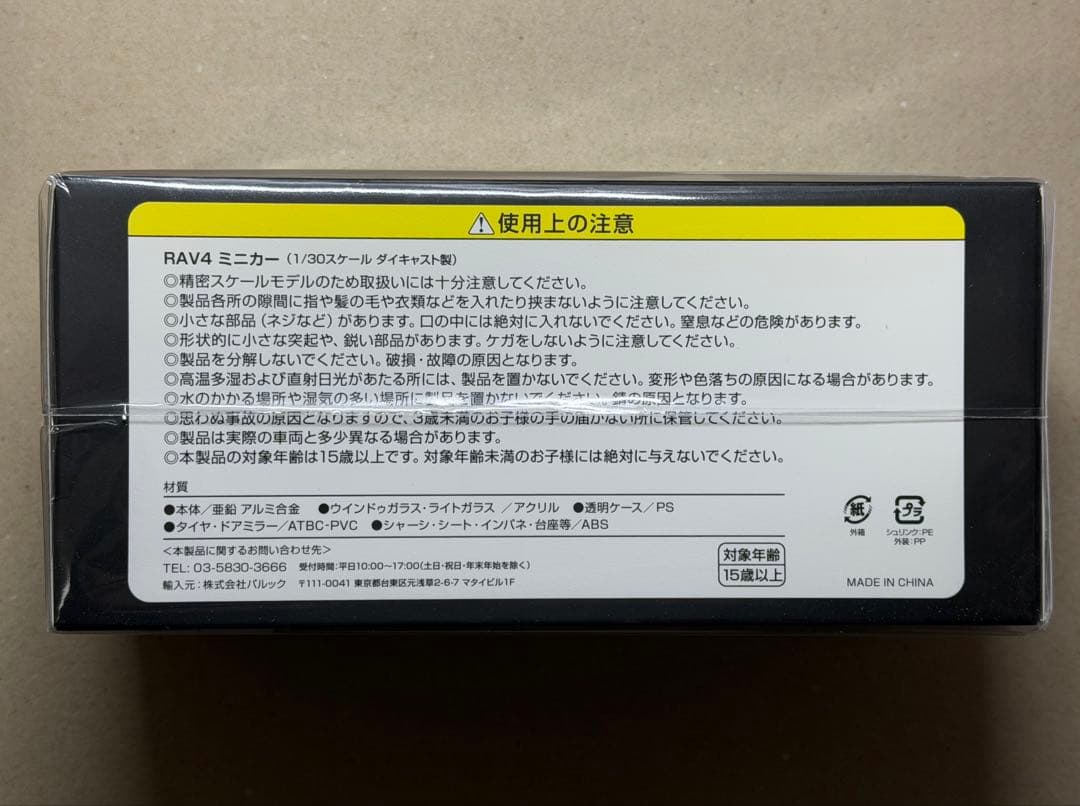 ⚠使用上の注意
RAV4 ミニカー（1/30スケール ダイキャスト製）
◎精密スケールモデルのため取扱いには十分注意してください。
◎製品各所の隙間に指や髪の毛や衣類などを入れたり挟まないように注意してください。
◎小さな部品（ネジなど）があります。口の中には絶対に入れないでください。窒息などの危険があります。
◎形状的に小さな突起や、鋭い部品があります。ケガをしないように注意してください。
◎製品を分解しないでください。破損・故障の原因となります。
◎高温多湿および直射日光があたる所には、製品を置かないでください。変形や色落ちの原因になる場合があります。
◎水のかかる場所や湿気の多い場所に製品を置かないでください。錆の原因となります。
◎思わぬ事故の原因となりますので、3歳未満のお子様の手の届かない所に保管してください。
◎製品は実際の車両と多少異なる場合があります。
◎本製品の対象年齢は15歳以上です。対象年齢未満のお子様には絶対に与えないでください。
材質
●本体／亜鉛 アルミ合金 ●ウインドゥガラス・ライトガラス ／アクリル ●透明ケース／PS
●タイヤ・ドアミラー／ATBC-PVC ●シャーシ・シート・インパネ・台座等／ABS
紙
外箱
プラ
シュリンク：PE
外装：PP
＜本製品に関するお問い合わせ先＞
TEL: 03-5830-3666 受付時間：平日10:00〜17:00（土日・祝日・年末年始を除く）
輸入元：株式会社バルック 〒111-0041 東京都台東区元浅草2-6-7 マタイビル1F
対象年齢
15歳以上
MADE IN CHINA